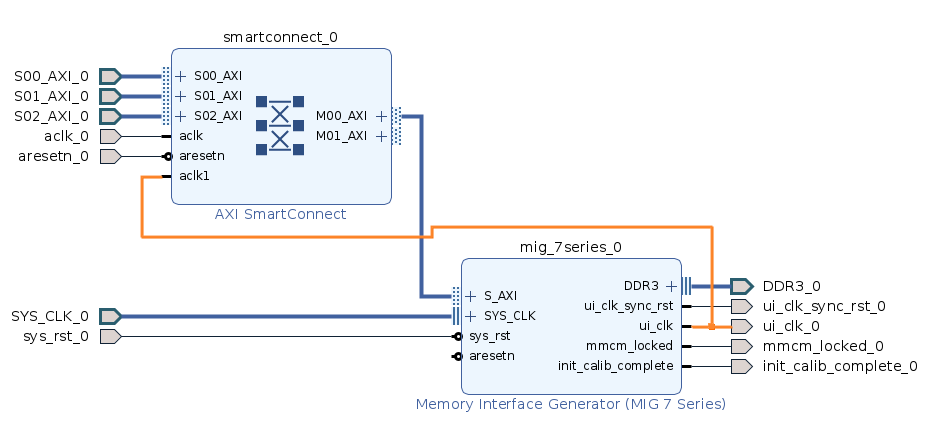 smartconnect_0
S00_AXI_0
S01_AXI_0
S02_AXI_0
aclk_0
aresetn_0
S00_AXI
S01_AXI
S02_AXI
aclk
aresetn
aclk1
M00_AXI
M01_AXI
AXI SmartConnect
mig_7series_0
SYS_CLK_0
sys_rst_0
S_AXI
SYS_CLK
sys_rst
aresetn
DDR3
ui_clk_sync_rst
ui_clk
mmcm_locked
init_calib_complete
DDR3_0
ui_clk_sync_rst_0
ui_clk_0
mmcm_locked_0
init_calib_complete_0
Memory Interface Generator (MIG 7 Series)